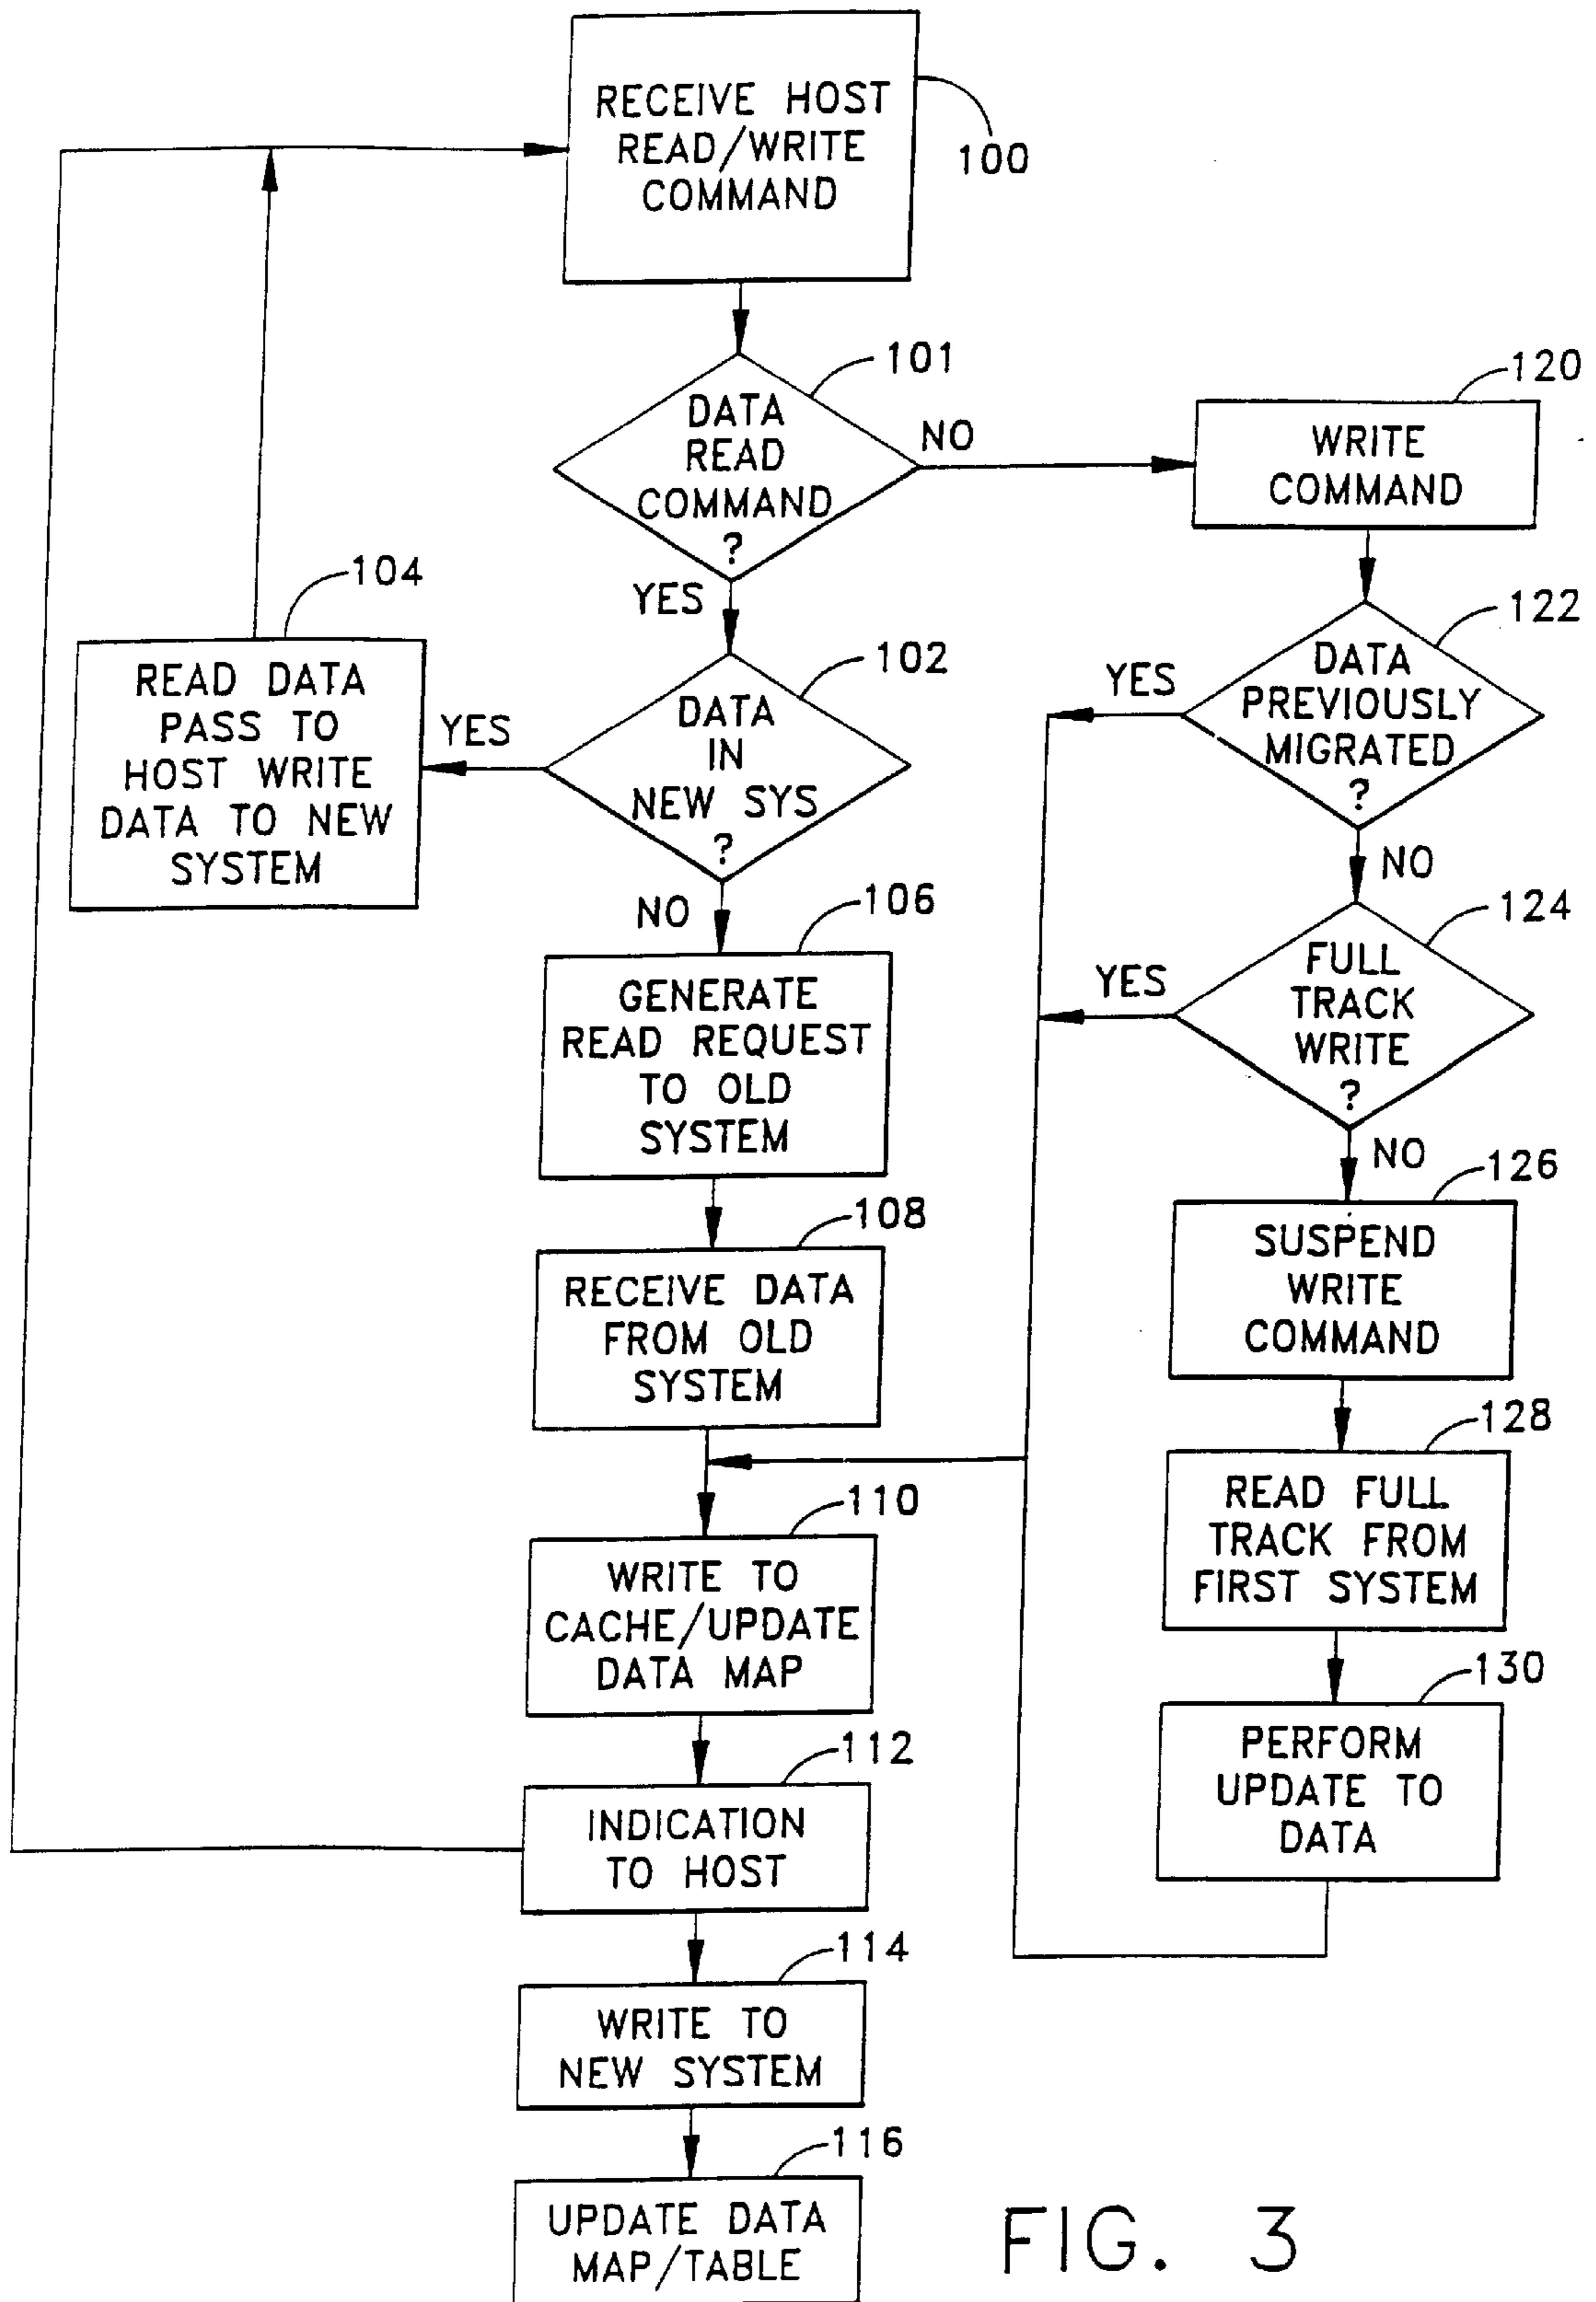 RECEIVE HOST
READ/WRITE
COMMAND
100
DATA
READ
COMMAND
?
101
NO
YES
WRITE
COMMAND
120
READ DATA
PASS TO
HOST WRITE
DATA TO NEW
SYSTEM
104
YES
DATA
IN
NEW SYS
?
102
NO
DATA
PREVIOUSLY
MIGRATED
?
122
YES
NO
GENERATE
READ REQUEST
TO OLD
SYSTEM
106
FULL
TRACK
WRITE
?
124
YES
NO
RECEIVE DATA
FROM OLD
SYSTEM
108
SUSPEND
WRITE
COMMAND
126
WRITE TO
CACHE/UPDATE
DATA MAP
110
READ FULL
TRACK FROM
FIRST SYSTEM
128
INDICATION
TO HOST
112
PERFORM
UPDATE TO
DATA
130
WRITE TO
NEW SYSTEM
114
UPDATE DATA
MAP/TABLE
116
FIG. 3